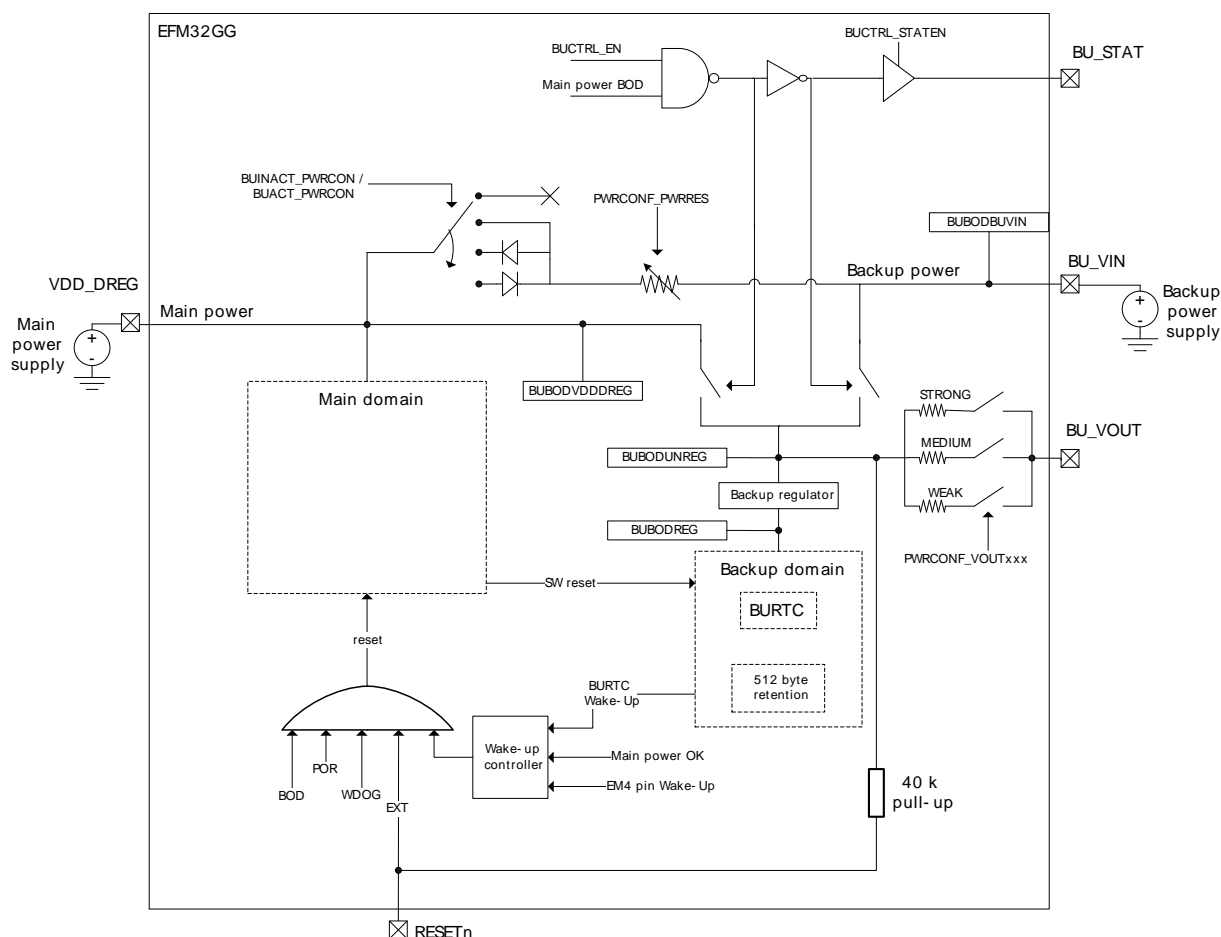 EFM32GG
BUCTRL_EN
Main power BOD
BUCTRL_STATEN
BU_STAT
BUINACT_PWRCON /
BUACT_PWRCON
PWRCONF_PWRRES
BUBODBUVIN
VDD_DREG
Main power
Backup power
BU_VIN
+
-
Main
power
supply
+
-
Backup
power
supply
BUBODVDDDREG
Main domain
STRONG
MEDIUM
WEAK
BU_VOUT
BUBODUNREG
Backup regulator
BUBODREG
PWRCONF_VOUTxxx
SW reset
Backup domain
BURTC
512 byte
retention
reset
BURTC
Wake-Up
Wake-up
controller
Main power OK
EM4 pin Wake-Up
BOD
POR
WDOG
EXT
40 k
pull-up
RESETn